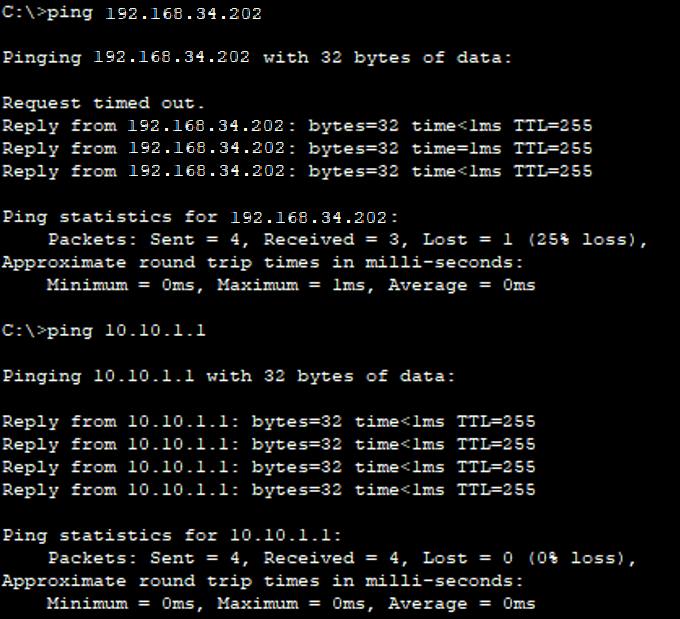 C:\>ping 192.168.34.202
Pinging 192.168.34.202 with 32 bytes of data:
Request timed out.
Reply from 192.168.34.202: bytes=32 time<1ms TTL=255
Reply from 192.168.34.202: bytes=32 time=1ms TTL=255
Reply from 192.168.34.202: bytes=32 time<1ms TTL=255
Ping statistics for 192.168.34.202:
    Packets: Sent = 4, Received = 3, Lost = 1 (25% loss),
Approximate round trip times in milli-seconds:
    Minimum = 0ms, Maximum = 1ms, Average = 0ms
C:\>ping 10.10.1.1
Pinging 10.10.1.1 with 32 bytes of data:
Reply from 10.10.1.1: bytes=32 time<1ms TTL=255
Reply from 10.10.1.1: bytes=32 time<1ms TTL=255
Reply from 10.10.1.1: bytes=32 time<1ms TTL=255
Reply from 10.10.1.1: bytes=32 time<1ms TTL=255
Ping statistics for 10.10.1.1:
    Packets: Sent = 4, Received = 4, Lost = 0 (0% loss),
Approximate round trip times in milli-seconds:
    Minimum = 0ms, Maximum = 0ms, Average = 0ms